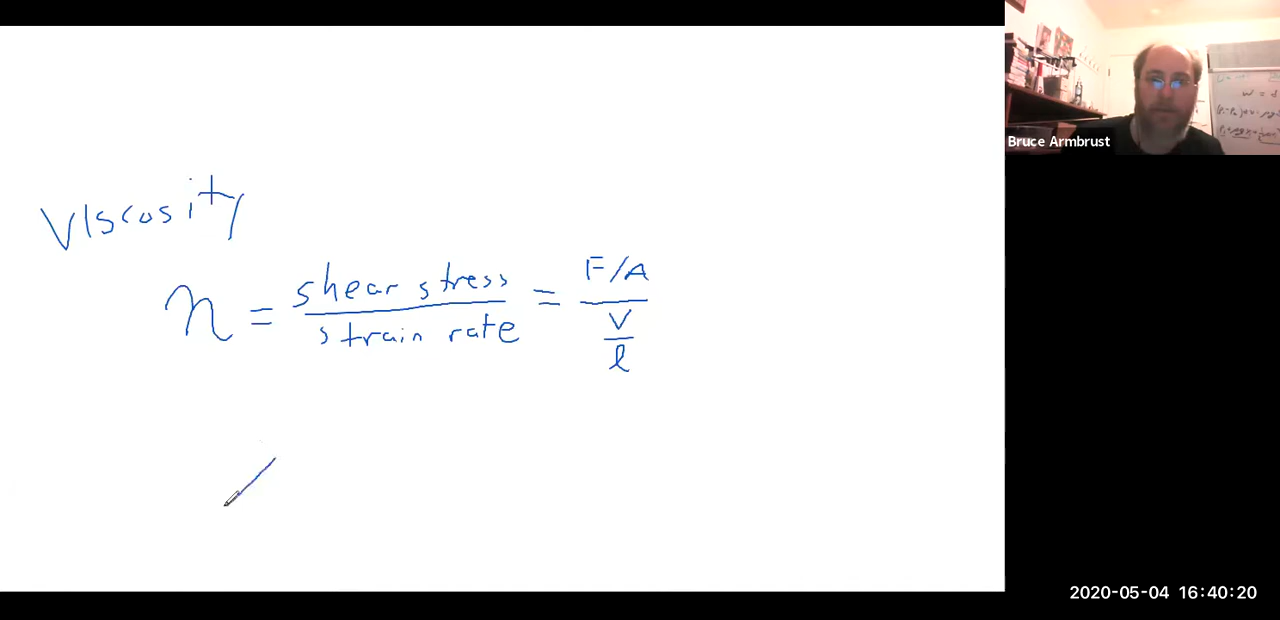 Viscosity
η = shear stress / strain rate = F/A / v/l
Bruce Armbrust
W = d
2020-05-04 16:40:20